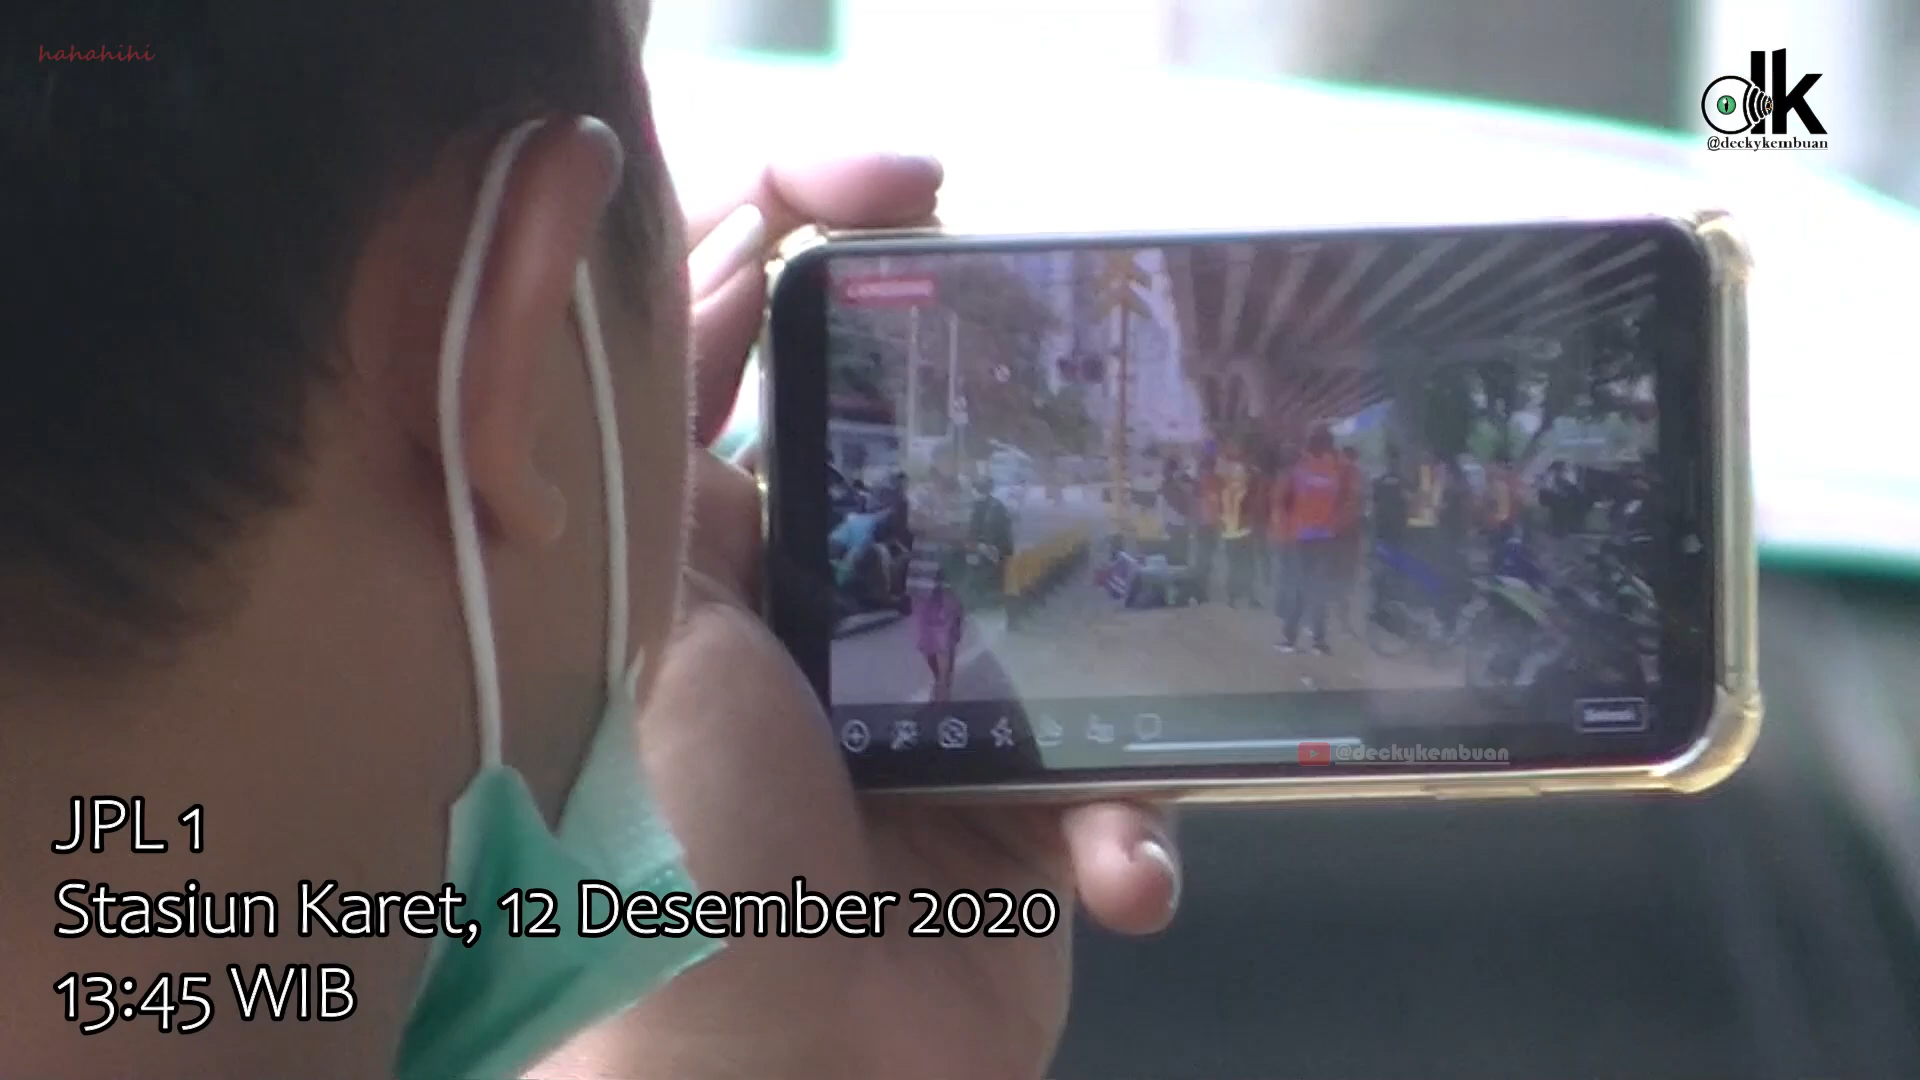 hahahihi
dk
@deckykembuan
@deckykembuan
JPL 1
Stasiun Karet, 12 Desember 2020
13:45 WIB